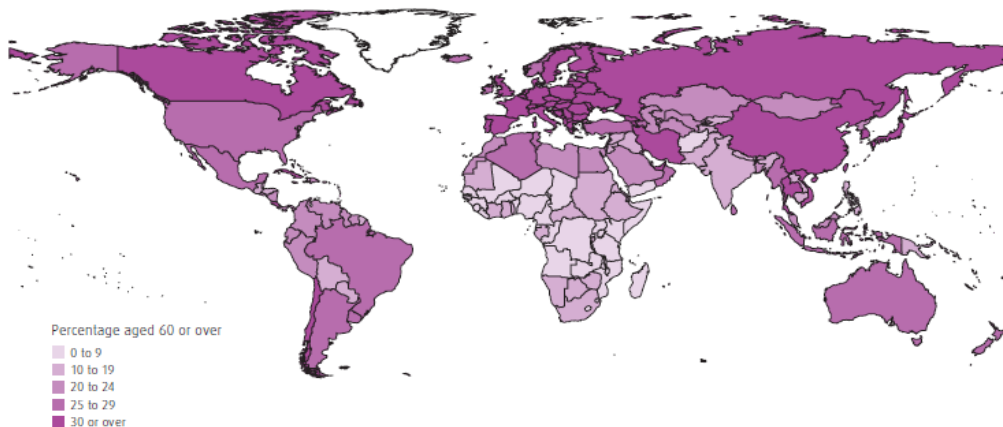 Percentage aged 60 or over
0 to 9
10 to 19
20 to 24
25 to 29
30 or over